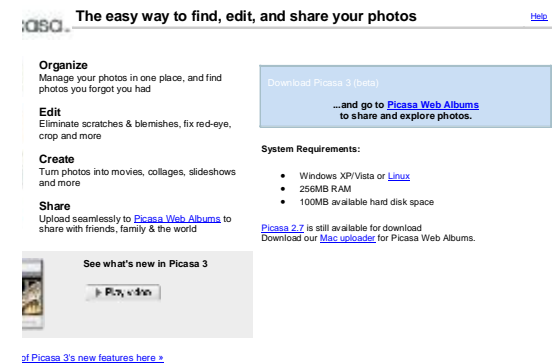 casa.
The easy way to find, edit, and share your photos
Help
Organize
Manage your photos in one place, and find
photos you forgot you had
Edit
Eliminate scratches & blemishes, fix red-eye,
crop and more
Create
Turn photos into movies, collages, slideshows
and more
Share
Upload seamlessly to Picasa Web Albums to
share with friends, family & the world
See what's new in Picasa 3
Play video
of Picasa 3's new features here »
Download Picasa 3 (beta)
...and go to Picasa Web Albums
to share and explore photos.
System Requirements:
• Windows XP/Vista or Linux
• 256MB RAM
• 100MB available hard disk space
Picasa 2.7 is still available for download
Download our Mac uploader for Picasa Web Albums.